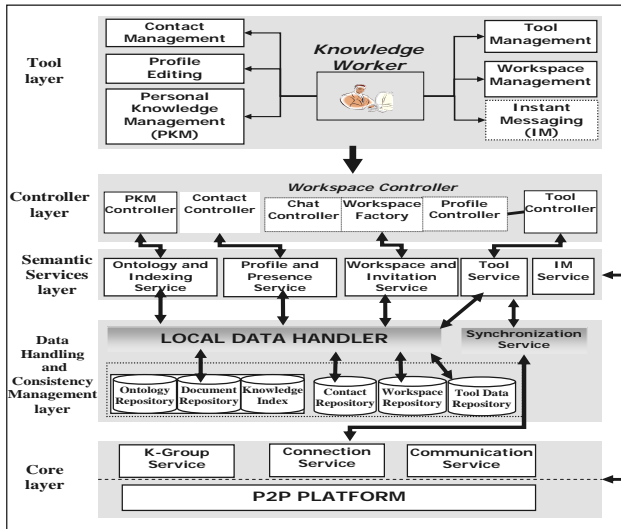 Tool
layer
Contact
Management
Profile
Editing
Personal
Knowledge
Management
(PKM)
Knowledge
Worker
Tool
Management
Workspace
Management
Instant
Messaging
(IM)
Controller
layer
Workspace Controller
PKM
Controller
Contact
Controller
Chat
Controller
Workspace
Factory
Profile
Controller
Tool
Controller
Semantic
Services
layer
Ontology and
Indexing
Service
Profile and
Presence
Service
Workspace and
Invitation
Service
Tool
Service
IM
Service
Data
Handling
and
Consistency
Management
layer
LOCAL DATA HANDLER
Synchronization
Service
Ontology
Repository
Document
Repository
Knowledge
Index
Contact
Repository
Workspace
Repository
Tool Data
Repository
Core
layer
K-Group
Service
Connection
Service
Communication
Service
P2P PLATFORM